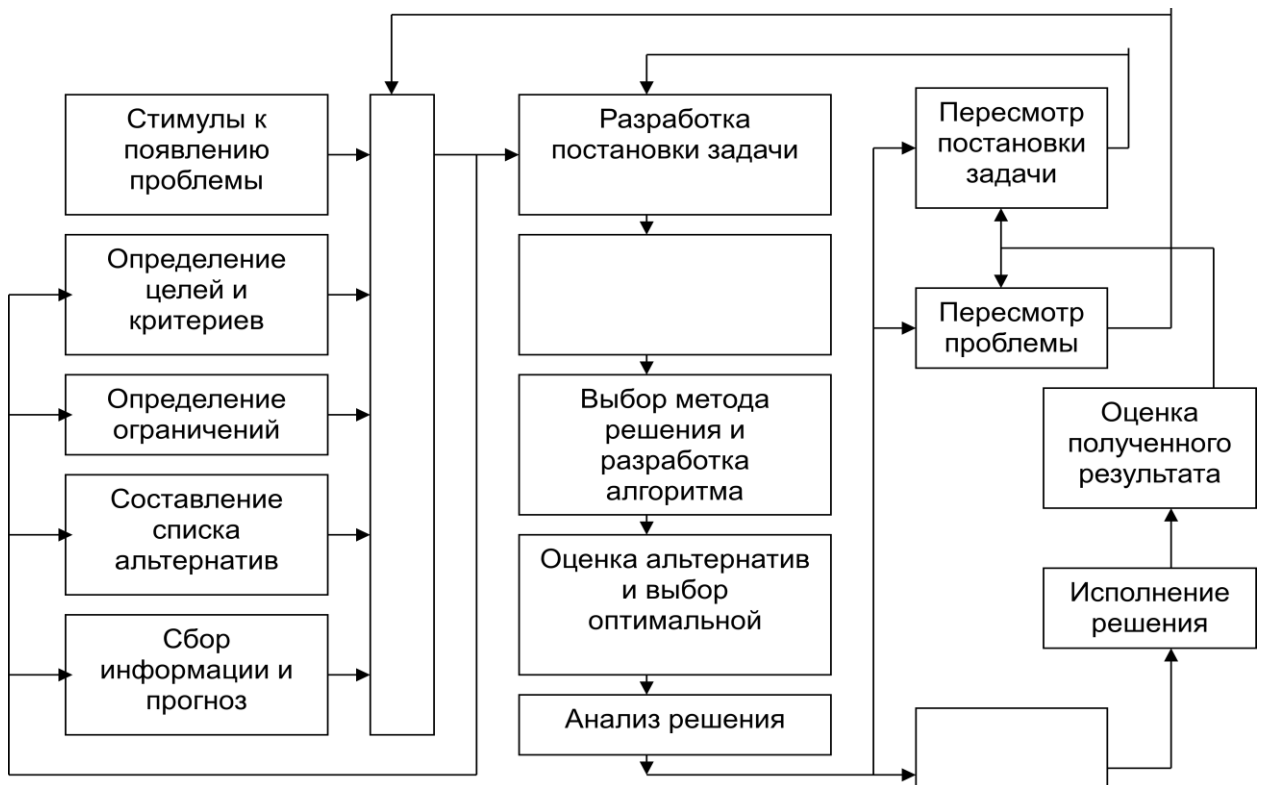 Стимулы к
появлению
проблемы
Определение
целей и
критериев
Определение
ограничений
Составление
списка
альтернатив
Сбор
информации и
прогноз
Разработка
постановки задачи
Выбор метода
решения и
разработка
алгоритма
Оценка альтернатив
и выбор
оптимальной
Анализ решения
Пересмотр
постановки
задачи
Пересмотр
проблемы
Оценка
полученного
результата
Исполнение
решения